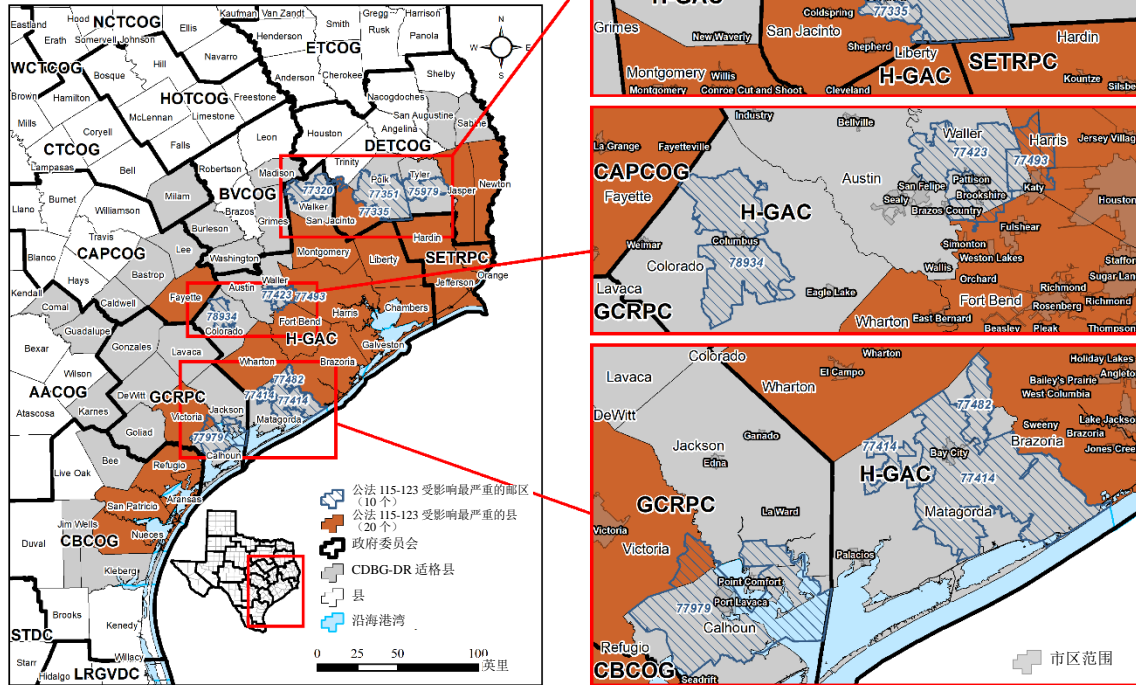 Hood
NCTCOG
Kaufman
Van Zandt
Gregg
Harrison
Eastland
Erath
Somervell
Johnson
Ellis
Henderson
Smith
Rusk
Panola
ETCOG
WCTCOG
Bosque
Hill
Navarro
Anderson
Cherokee
Shelby
Brown
Hamilton
HOTCOG
Freestone
Nacogdoches
McLennan
Limestone
San Augustine
Mills
Coryell
Leon
Houston
Angelina
Sabine
CTCOG
Falls
DETCOG
Lampasas
Bell
Robertson
Madison
Trinity
Polk
Tyler
Milam
BVCOG
77320
77351
75979
Jasper
Newton
Llano
Burnet
Williamson
Brazos
Walker
77335
Burleson
Grimes
San Jacinto
Travis
Lee
Hardin
Blanco
CAPCOG
Washington
Montgomery
Liberty
SETRPC
Hays
Bastrop
Orange
Kendall
Waller
Jefferson
Comal
Caldwell
Fayette
Austin
77423
77493
Chambers
Guadalupe
78934
Harris
Colorado
Fort Bend
H-GAC
Bexar
Gonzales
Lavaca
Galveston
Wilson
Wharton
Brazoria
AACOG
DeWitt
GCRPC
77482
Atascosa
Karnes
Jackson
77414
77414
Victoria
Matagorda
Goliad
77979
Calhoun
Bee
Live Oak
Refugio
Aransas
San Patricio
Jim Wells
Nueces
Duval
CBCOG
Kleberg
Brooks
Kenedy
STDC
Willacy
Starr
Hidalgo
LRGVDC
N
W
E
S
公法 115-123 受影响最严重的邮区
（10 个）
公法 115-123 受影响最严重的县
（20 个）
政府委员会
CDBG-DR 适格县
县
沿海港湾
0 25 50 100
英里
H-GAC
Coldspring
77335
Grimes
New Waverly
San Jacinto
Hardin
Shepherd
Liberty
SETRPC
Montgomery
Willis
H-GAC
Kountze
Montgomery
Conroe
Cut and Shoot
Cleveland
Silsbe
Industry
Bellville
Waller
Harris
La Grange
Fayetteville
77423
Jersey Village
CAPCOG
Austin
77493
Fayette
San Felipe
Pattison
Sealy
Brookshire
Katy
Houston
H-GAC
Brazos Country
Fulshear
Weimar
Columbus
Simonton
Staffor
Colorado
78934
Wallis
Weston Lakes
Sugar Lan
Lavaca
Eagle Lake
Orchard
Richmond
GCRPC
Fort Bend
Rosenberg
Richmond
Wharton
East Bernard
Beasley
Pleak
Thompson
Colorado
Wharton
Holiday Lakes
Lavaca
El Campo
Angleto
Wharton
Bailey's Prairie
DeWitt
77482
West Columbia
Jackson
Ganado
77414
Sweeny
Lake Jackso
Edna
Bay City
Brazoria
Brazoria
H-GAC
Jones Cree
GCRPC
77414
La Ward
Victoria
Matagorda
Victoria
Palacios
Point Comfort
77979
Port Lavaca
Calhoun
Refugio
CBCOG
Seadrift
市区范围